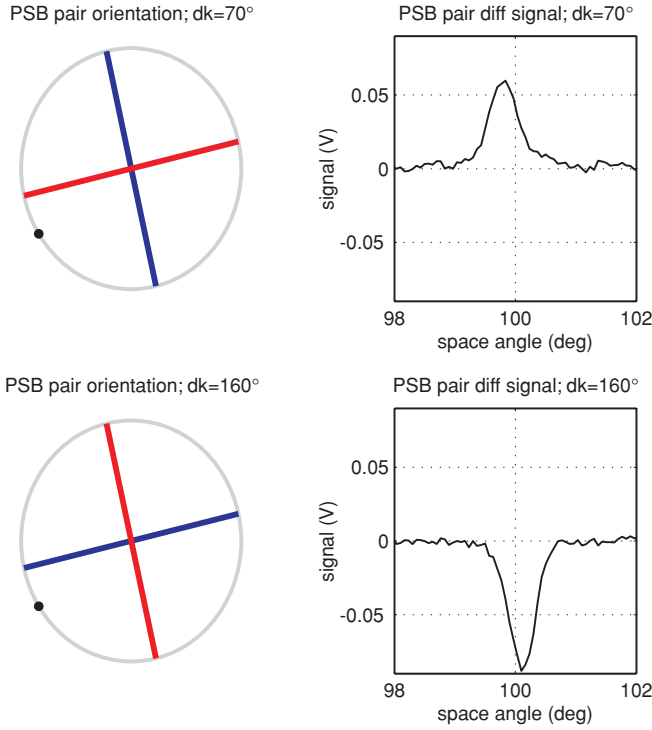 PSB pair orientation; dk=70°
PSB pair diff signal; dk=70°
signal (V)
0.05
0
-0.05
98
100
102
space angle (deg)
PSB pair orientation; dk=160°
PSB pair diff signal; dk=160°
signal (V)
0.05
0
-0.05
98
100
102
space angle (deg)